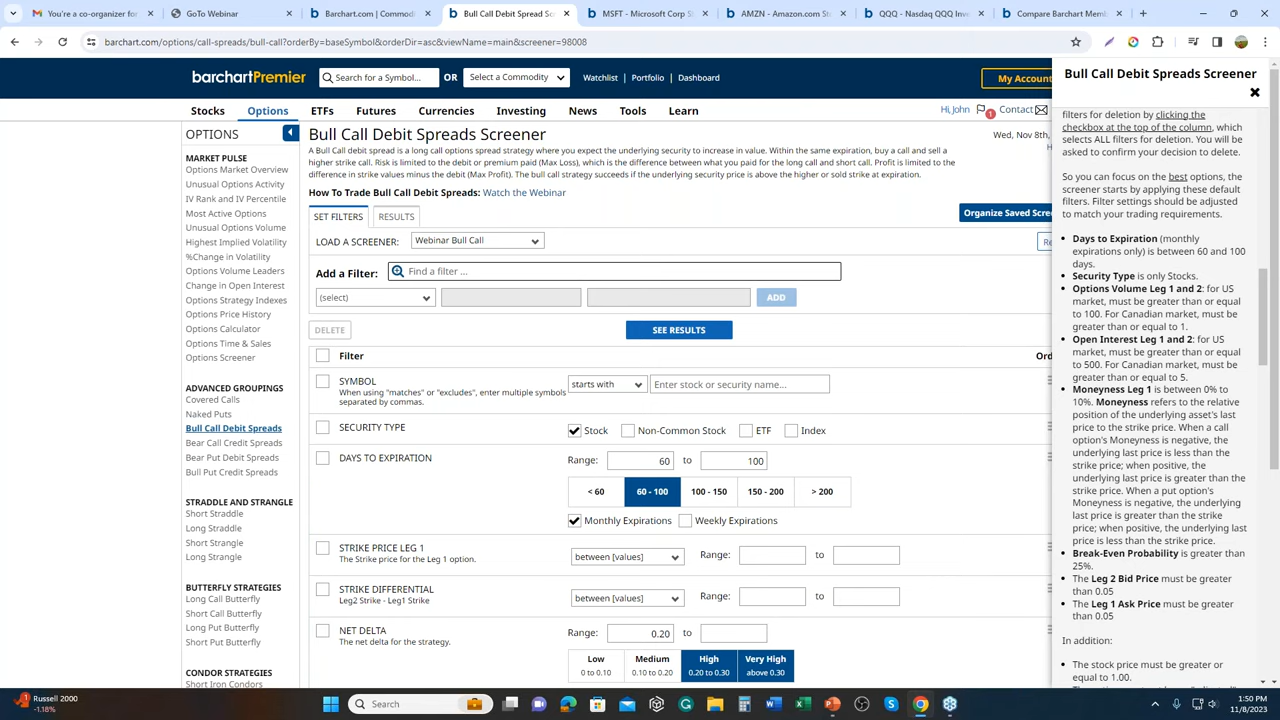 You're a co-organizer for
GoTo Webinar
Barchart.com | Commodi
Bull Call Debit Spreads Scre
MSFT - Microsoft Corp St
AMZN - Amazon.com St
QQQ - Nasdaq QQQ Inv
Compare Barchart Mem
barchart.com/options/call-spreads/bull-call?orderBy=baseSymbol&orderDir=asc&viewName=main&screener=98008
barchartPremier
Search for a Symbol...
OR
Select a Commodity
Watchlist
Portfolio
Dashboard
My Account
Stocks
Options
ETFs
Futures
Currencies
Investing
News
Tools
Learn
Hi, John
1
Contact
OPTIONS
MARKET PULSE
Options Market Overview
Unusual Options Activity
IV Rank and IV Percentile
Most Active Options
Unusual Options Volume
Highest Implied Volatility
%Change in Volatility
Options Volume Leaders
Change in Open Interest
Options Strategy Indexes
Options Price History
Options Calculator
Options Time & Sales
Options Screener
ADVANCED GROUPINGS
Covered Calls
Naked Puts
Bull Call Debit Spreads
Bear Call Credit Spreads
Bear Put Debit Spreads
Bull Put Credit Spreads
STRADDLE AND STRANGLE
Short Straddle
Long Straddle
Short Strangle
Long Strangle
BUTTERFLY STRATEGIES
Long Call Butterfly
Short Call Butterfly
Long Put Butterfly
Short Put Butterfly
CONDOR STRATEGIES
Short Iron Condors
Bull Call Debit Spreads Screener
Wed, Nov 8th,
A Bull Call Debit spread is a long call options spread strategy where you expect the underlying security to increase in value. Within the same expiration, buy a call and sell a
higher strike call. Risk is limited to the debit or premium paid (Max Loss), which is the difference between what you paid for the long call and short call. Profit is limited to the
difference in strike values minus the debit (Max Profit). The bull call strategy succeeds if the underlying security price is above the higher or sold strike at expiration.
How To Trade Bull Call Debit Spreads: Watch the Webinar
SET FILTERS
RESULTS
Organize Saved Scree
LOAD A SCREENER:
Webinar Bull Call
Re
Add a Filter:
Find a filter ...
(select)
ADD
DELETE
SEE RESULTS
Filter
Ord
SYMBOL
When using "matches" or "excludes", enter multiple symbols
separated by commas.
starts with
Enter stock or security name...
SECURITY TYPE
Stock
Non-Common Stock
ETF
Index
DAYS TO EXPIRATION
Range:
60
to
100
< 60
60 - 100
100 - 150
150 - 200
> 200
Monthly Expirations
Weekly Expirations
STRIKE PRICE LEG 1
The Strike price for the Leg 1 option.
between [values]
Range:
to
STRIKE DIFFERENTIAL
Leg2 Strike - Leg1 Strike
between [values]
Range:
to
NET DELTA
The net delta for the strategy.
Range:
0.20
to
Low
0 to 0.10
Medium
0.10 to 0.20
High
0.20 to 0.30
Very High
above 0.30
Bull Call Debit Spreads Screener
filters for deletion by clicking the
checkbox at the top of the column, which
selects ALL filters for deletion. You will be
asked to confirm your decision to delete.
So you can focus on the best options, the
screener starts by applying these default
filters. Filter settings should be adjusted
to match your trading requirements.
Days to Expiration (monthly
expirations only) is between 60 and 100
days.
Security Type is only Stocks.
Options Volume Leg 1 and 2: for US
market, must be greater than or equal
to 100. For Canadian market, must be
greater than or equal to 1.
Open Interest Leg 1 and 2: for US
market, must be greater than or equal
to 500. For Canadian market, must be
greater than or equal to 5.
Moneyness Leg 1 is between 0% to
10%. Moneyness refers to the relative
position of the underlying asset's last
price to the strike price. When a call
option's Moneyness is negative, the
underlying last price is less than the
strike price; when positive, the
underlying last price is greater than the
strike price. When a put option's
Moneyness is negative, the underlying
last price is greater than the strike
price; when positive, the underlying last
price is less than the strike price.
Break-Even Probability is greater than
25%.
The Leg 2 Bid Price must be greater
than 0.05
The Leg 1 Ask Price must be greater
than 0.05
In addition:
The stock price must be greater or
equal to 1.00.
Russell 2000
-1.18%
Search
1:50 PM
11/8/2023